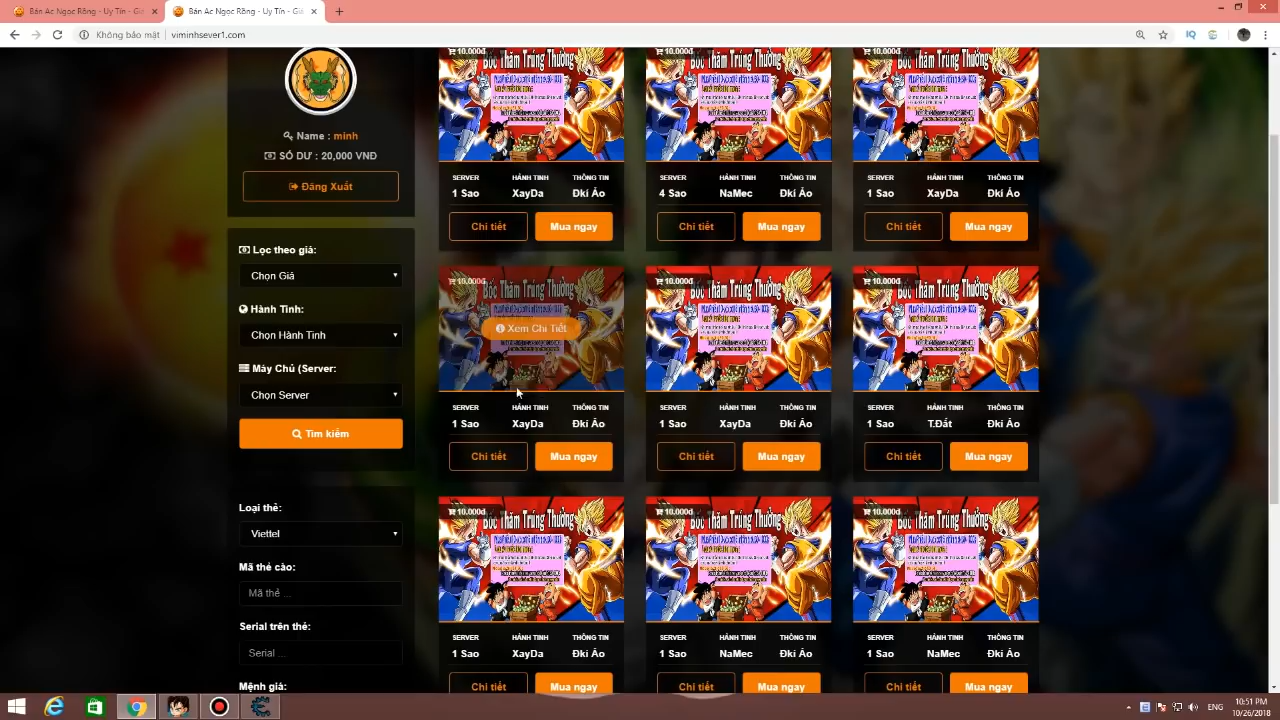 Bán Ac Ngọc Rồng - Uy Tín - Giá
Bán Ac Ngọc Rồng - Uy Tín - Giá
Không bảo mật | viminhsever1.com
Name : minh
SỐ DƯ : 20,000 VNĐ
Đăng Xuất
Lọc theo giá:
Chọn Giá
Hành Tinh:
Chọn Hành Tinh
Máy Chủ (Server:
Chọn Server
Tìm kiếm
Loại thẻ:
Viettel
Mã thẻ cào:
Mã thẻ ...
Serial trên thẻ:
Serial ...
Mệnh giá:
10.000đ 10.000đ 10.000đ
Bốc Thăm Trúng Thưởng Bốc Thăm Trúng Thưởng Bốc Thăm Trúng Thưởng
SERVER HÀNH TINH THÔNG TIN SERVER HÀNH TINH THÔNG TIN SERVER HÀNH TINH THÔNG TIN
1 Sao XayDa Đkí Ảo 4 Sao NaMec Đkí Ảo 1 Sao XayDa Đkí Ảo
Chi tiết Mua ngay Chi tiết Mua ngay Chi tiết Mua ngay
10.000đ 10.000đ 10.000đ
Bốc Thăm Trúng Thưởng Bốc Thăm Trúng Thưởng Bốc Thăm Trúng Thưởng
Xem Chi Tiết
SERVER HÀNH TINH THÔNG TIN SERVER HÀNH TINH THÔNG TIN SERVER HÀNH TINH THÔNG TIN
1 Sao XayDa Đkí Ảo 1 Sao XayDa Đkí Ảo 1 Sao T.Đất Đkí Ảo
Chi tiết Mua ngay Chi tiết Mua ngay Chi tiết Mua ngay
10.000đ 10.000đ 10.000đ
Bốc Thăm Trúng Thưởng Bốc Thăm Trúng Thưởng Bốc Thăm Trúng Thưởng
SERVER HÀNH TINH THÔNG TIN SERVER HÀNH TINH THÔNG TIN SERVER HÀNH TINH THÔNG TIN
1 Sao XayDa Đkí Ảo 1 Sao NaMec Đkí Ảo 1 Sao NaMec Đkí Ảo
Chi tiết Mua ngay Chi tiết Mua ngay Chi tiết Mua ngay
ENG
10:51 PM
10/26/2018